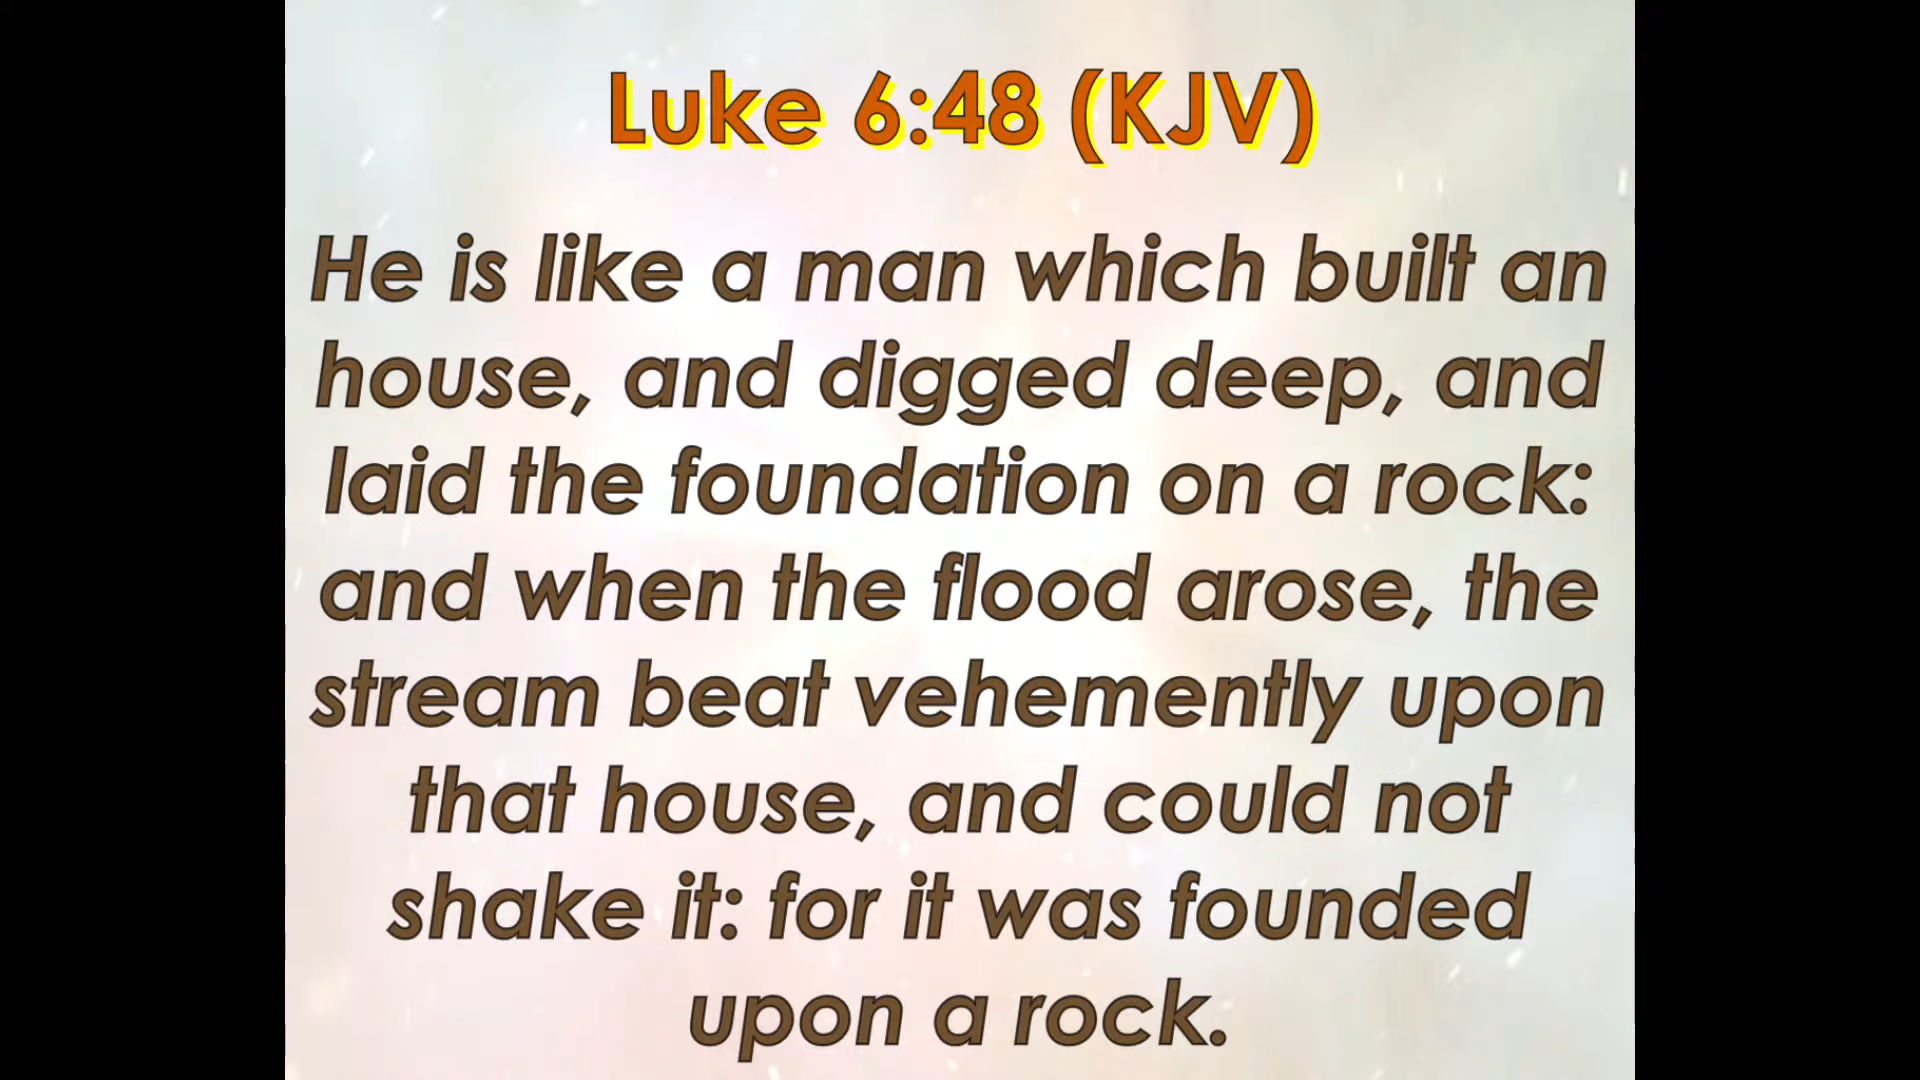 Luke 6:48 (KJV)
He is like a man which built an
house, and digged deep, and
laid the foundation on a rock:
and when the flood arose, the
stream beat vehemently upon
that house, and could not
shake it: for it was founded
upon a rock.